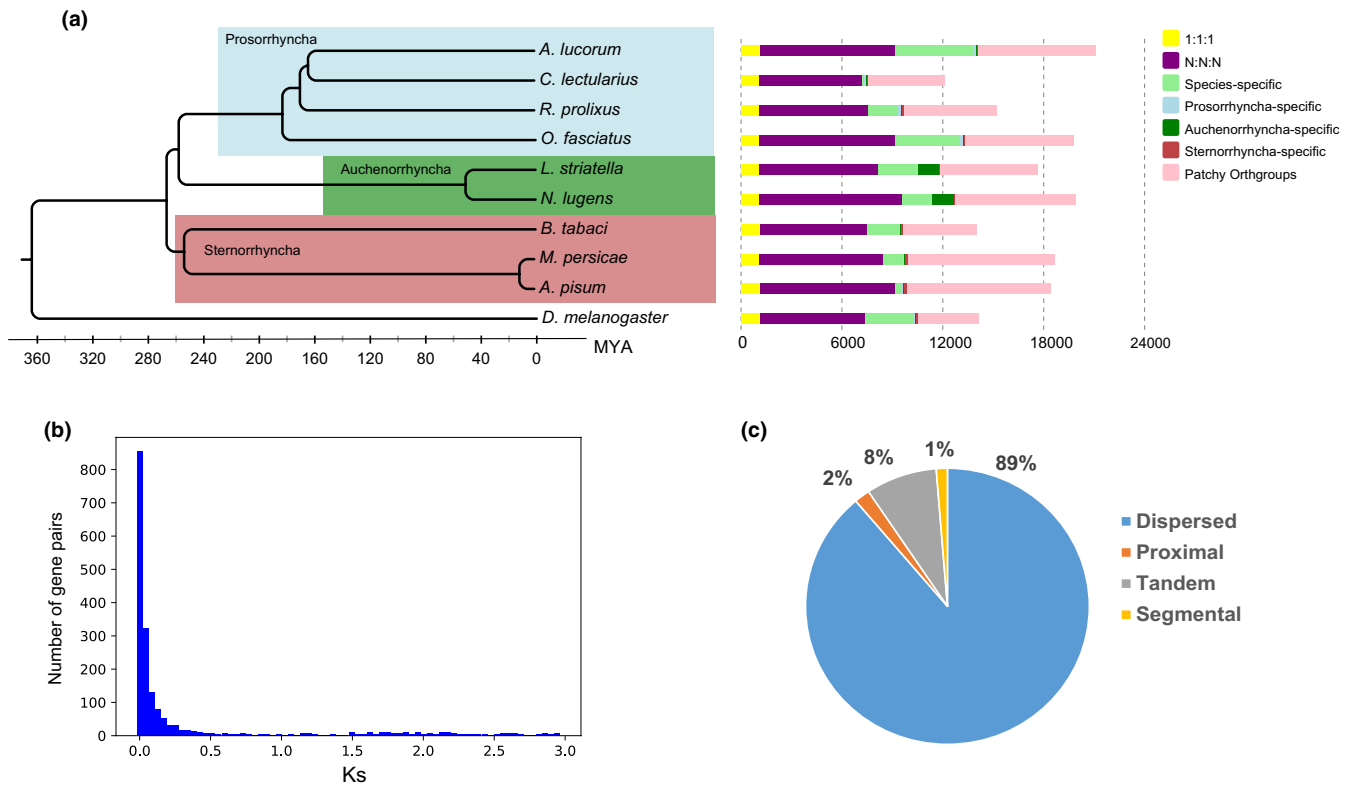 (a)
Prosorrhyncha
A. lucorum
C. lectularius
R. prolixus
O. fasciatus
Auchenorrhyncha
L. striatella
N. lugens
Sternorrhyncha
B. tabaci
M. persicae
A. pisum
D. melanogaster
360 320 280 240 200 160 120 80 40 0 MYA
0 6000 12000 18000 24000
1:1:1
N:N:N
Species-specific
Prosorrhyncha-specific
Auchenorrhyncha-specific
Sternorrhyncha-specific
Patchy Orthgroups
(b)
Number of gene pairs
800
700
600
500
400
300
200
100
0
0.0 0.5 1.0 1.5 2.0 2.5 3.0
Ks
(c)
2% 8% 1% 89%
Dispersed
Proximal
Tandem
Segmental